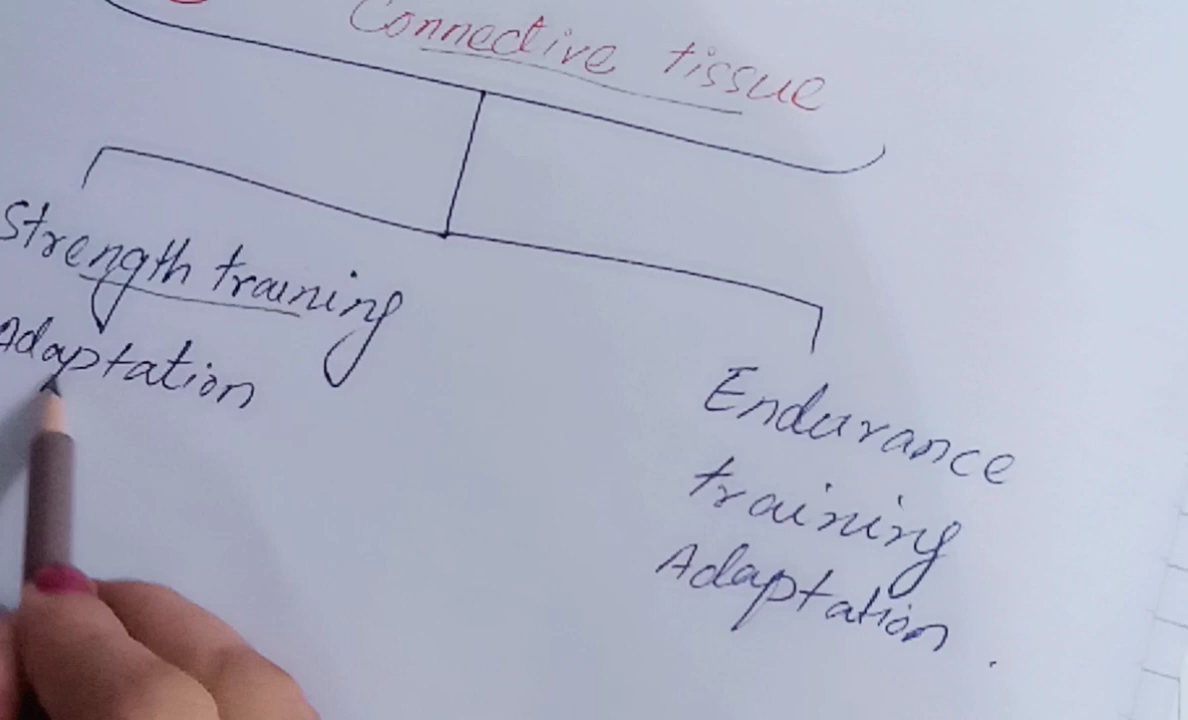 Connective tissue
Strength training
Adaptation
Endurance
training
Adaptation.